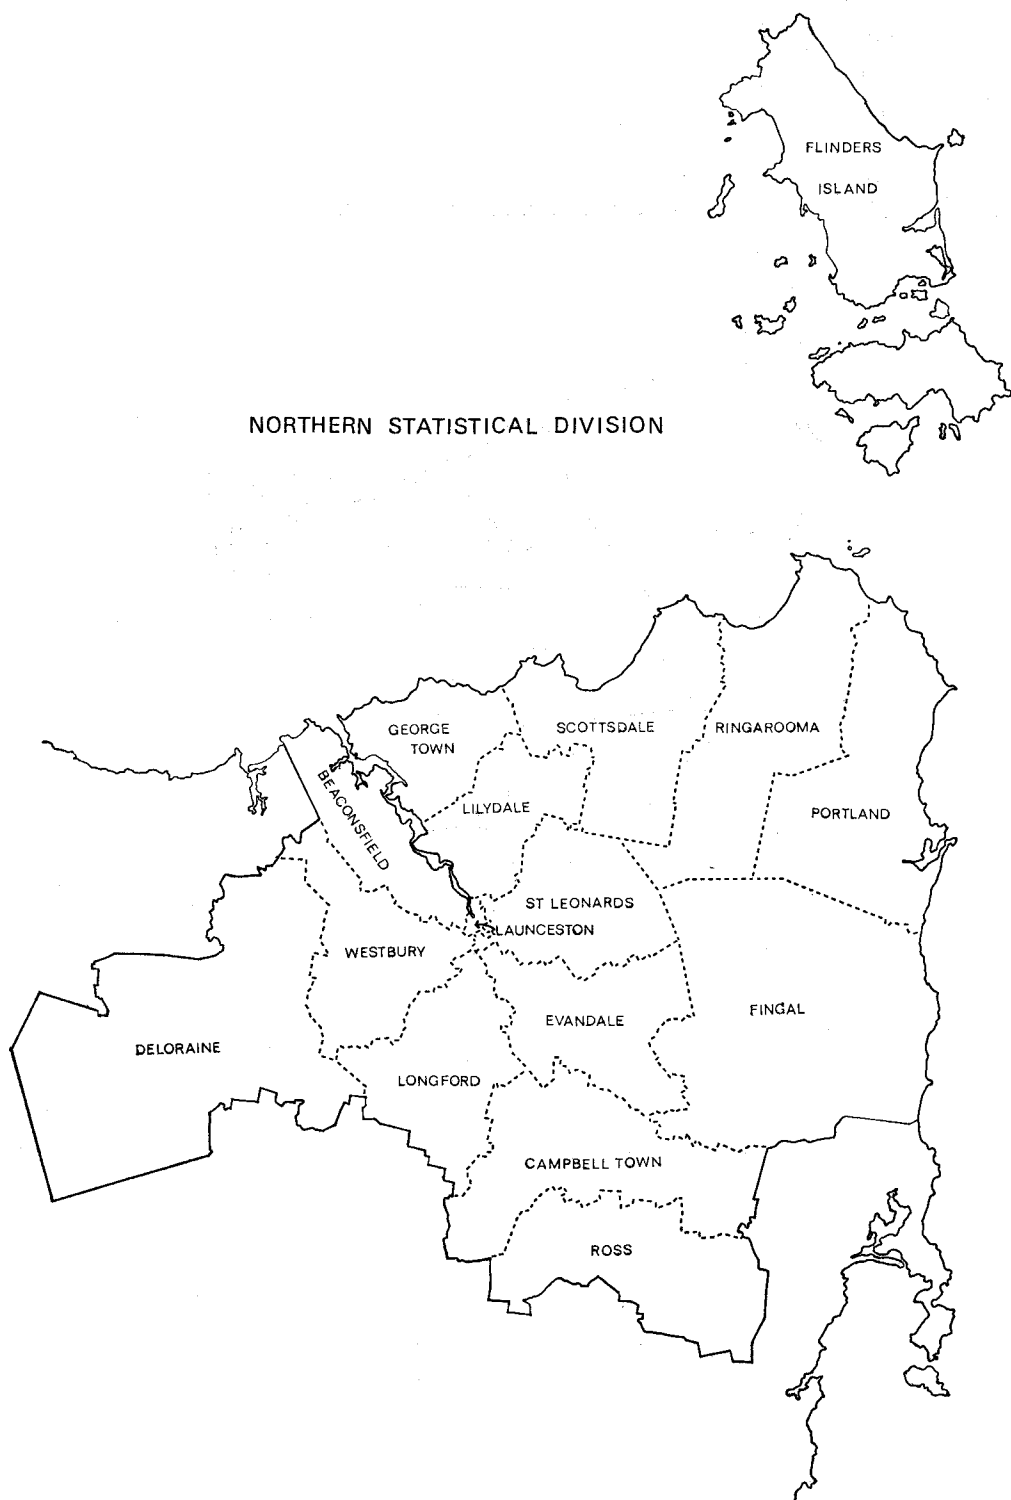 FLINDERS
ISLAND
NORTHERN STATISTICAL DIVISION
GEORGE
TOWN
SCOTTSDALE
RINGAROOMA
BEACONSFIELD
LILYDALE
PORTLAND
ST LEONARDS
LAUNCESTON
WESTBURY
FINGAL
EVANDALE
DELORAINE
LONGFORD
CAMPBELL TOWN
ROSS